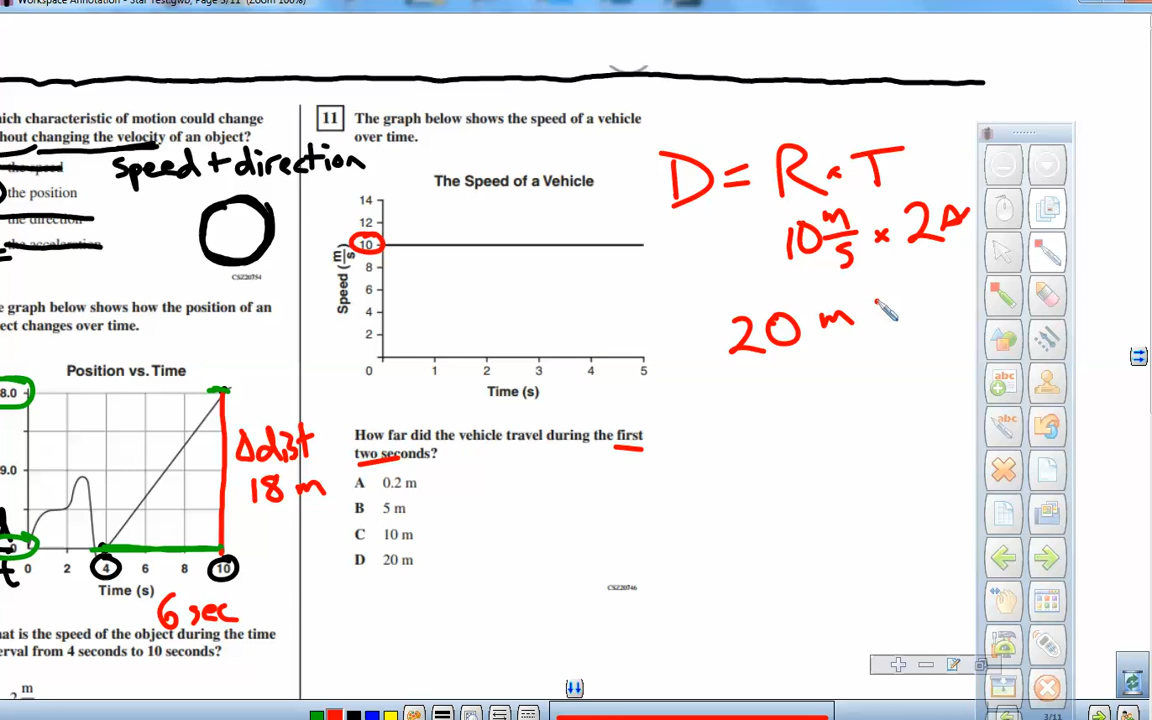 Workspace Annotation - Star Test.gwb, Page 3/11 (Zoom 100%)
ich characteristic of motion could change
hout changing the velocity of an object?
the speed
the position
the direction
the acceleration
speed + direction
CSZ20754
e graph below shows how the position of an
ect changes over time.
Position vs. Time
8.0
9.0
0
0 2 4 6 8 10
Time (s)
Δ dist
18 m
6 sec
hat is the speed of the object during the time
erval from 4 seconds to 10 seconds?
m
11 The graph below shows the speed of a vehicle
over time.
The Speed of a Vehicle
14
12
10
8
6
4
2
0 1 2 3 4 5
Speed (m/s)
Time (s)
How far did the vehicle travel during the first
two seconds?
A 0.2 m
B 5 m
C 10 m
D 20 m
CSZ20746
D = R × T
10 m/s × 2 s
20 m
abc
abc
3/11